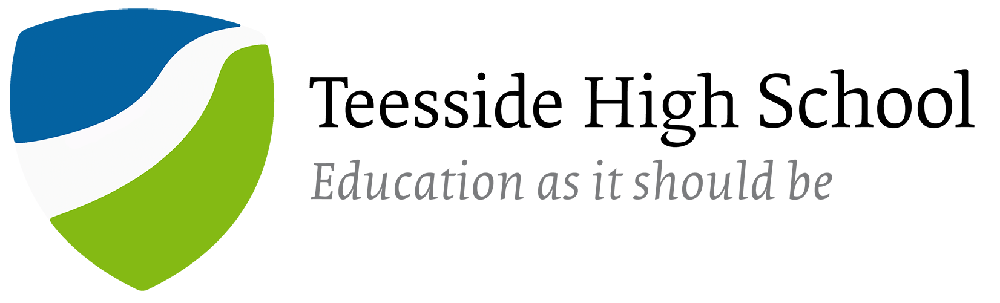 Teesside High School
Education as it should be